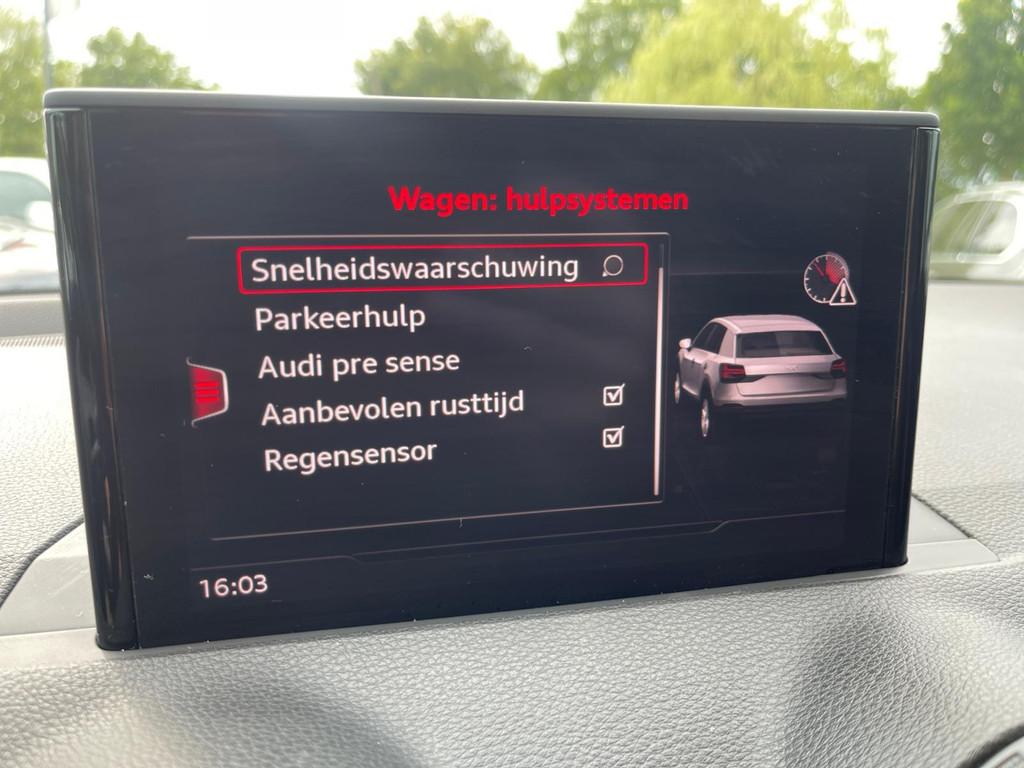 Wagen: hulpsystemen
Snelheidswaarschuwing
Parkeerhulp
Audi pre sense
Aanbevolen rusttijd
Regensensor
16:03